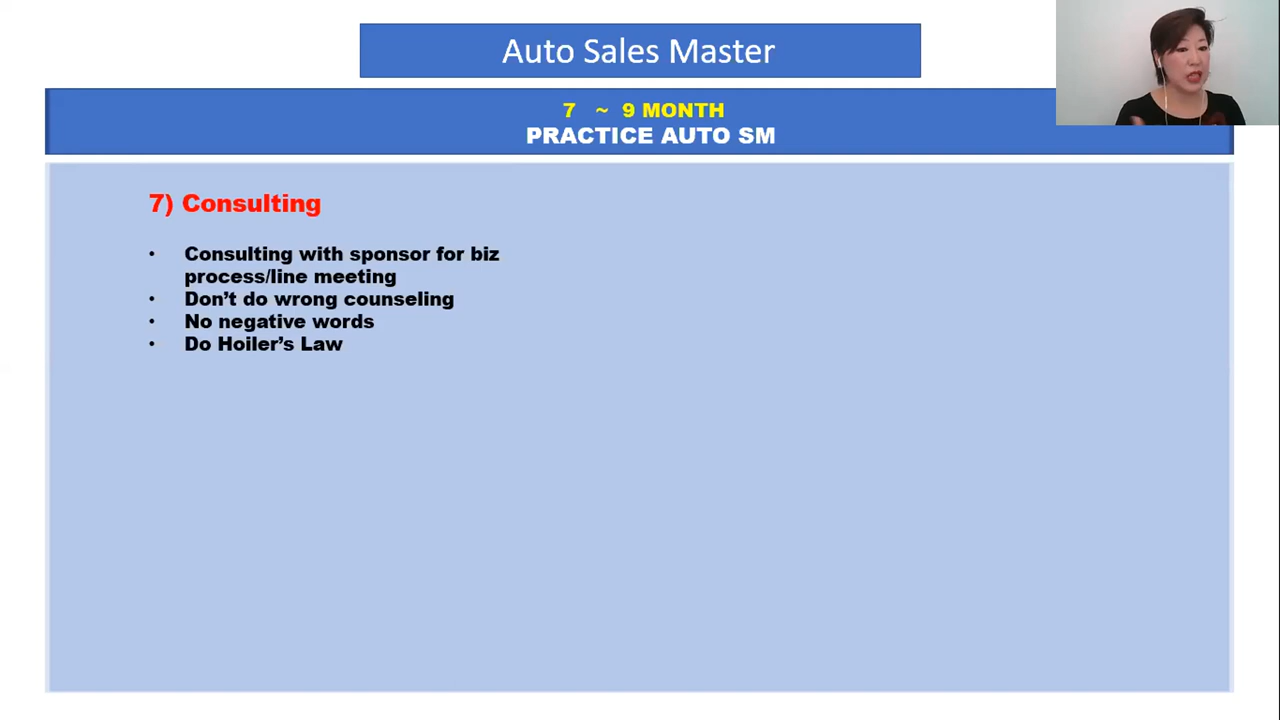 Auto Sales Master
7 ~ 9 MONTH
PRACTICE AUTO SM
7) Consulting
• Consulting with sponsor for biz
process/line meeting
• Don’t do wrong counseling
• No negative words
• Do Hoiler’s Law